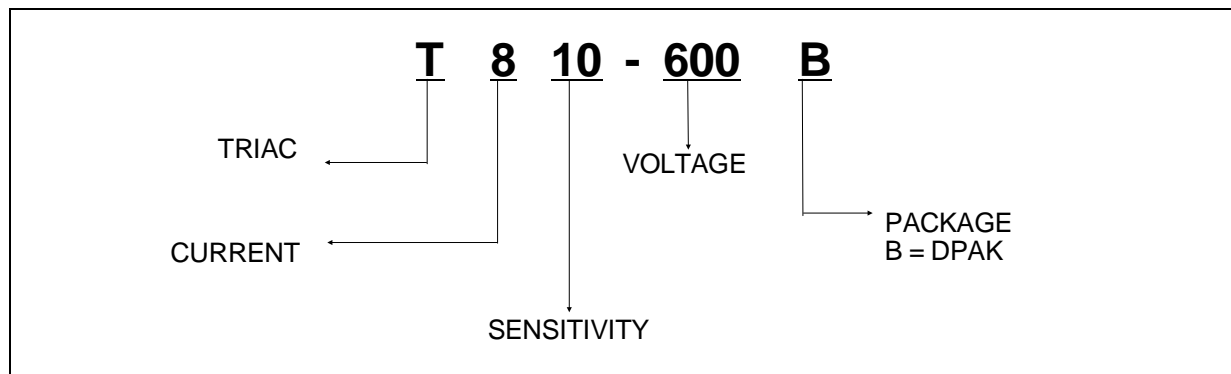 T 8 10 - 600 B
TRIAC
VOLTAGE
PACKAGE
B = DPAK
CURRENT
SENSITIVITY